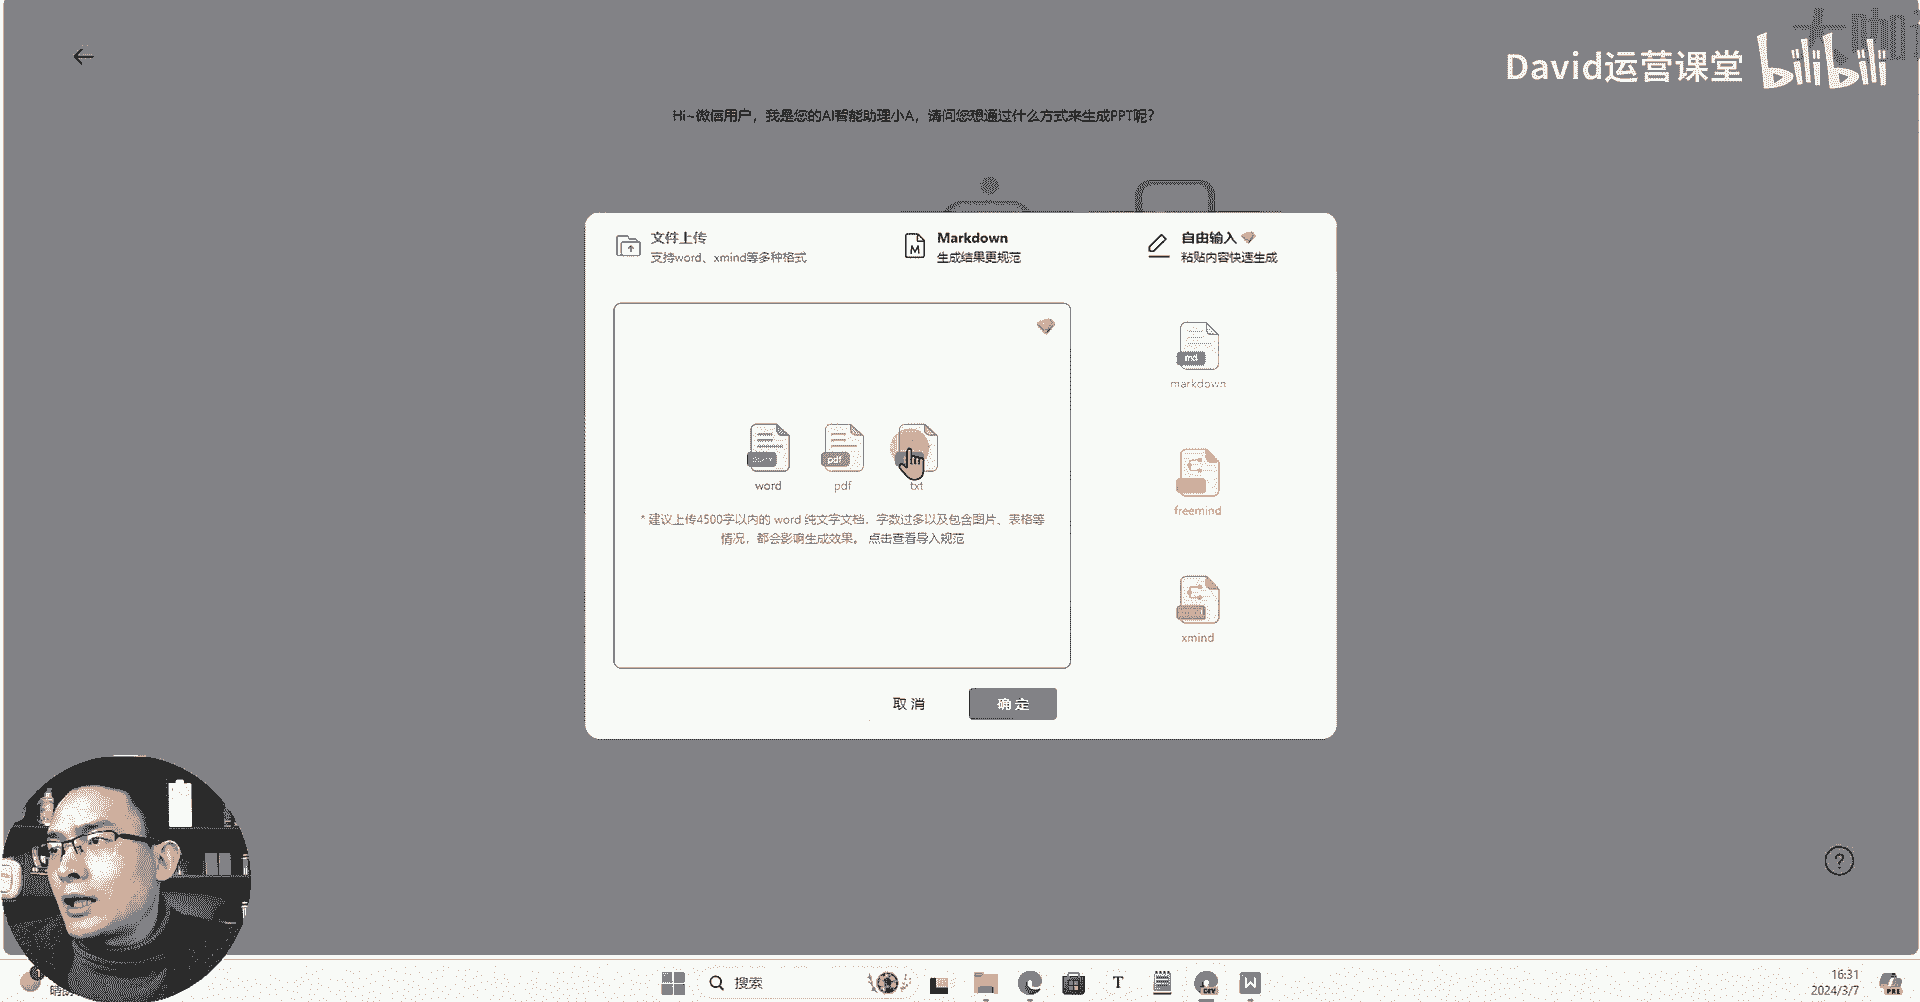 David运营课堂 bilibili
Hi~微信用户，我是您的AI智能助理小A，请问您想通过什么方式来生成PPT呢？
文件上传
支持word、xmind等多种格式
Markdown
生成结果更规范
自由输入
粘贴内容快速生成
md
markdown
word
pdf
pdf
txt
* 建议上传4500字以内的 word 纯文字文档，字数过多以及包含图片、表格等
情况，都会影响生成效果。 点击查看导入规范
freemind
xmind
取 消
确 定
搜索
16:31
2024/3/7